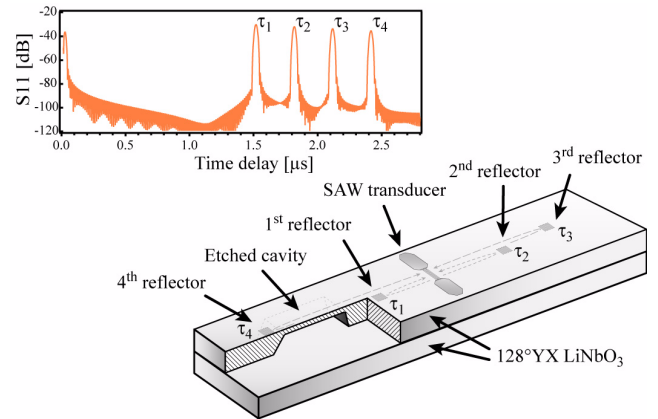 -20
τ1 τ2 τ3 τ4
-40
-60
-80
-100
-120
S11 [dB]
0.0 0.5 1.0 1.5 2.0 2.5
Time delay [µs]
3rd reflector
2nd reflector
SAW transducer
1st reflector
Etched cavity
4th reflector
τ3
τ2
τ1
τ4
128°YX LiNbO3